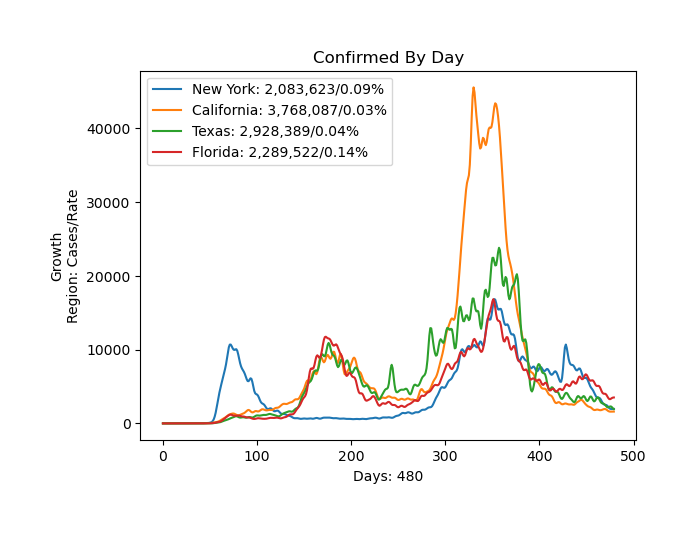 Confirmed By Day
New York: 2,083,623/0.09%
California: 3,768,087/0.03%
Texas: 2,928,389/0.04%
Florida: 2,289,522/0.14%
Growth
Region: Cases/Rate
40000
30000
20000
10000
0
0 100 200 300 400 500
Days: 480